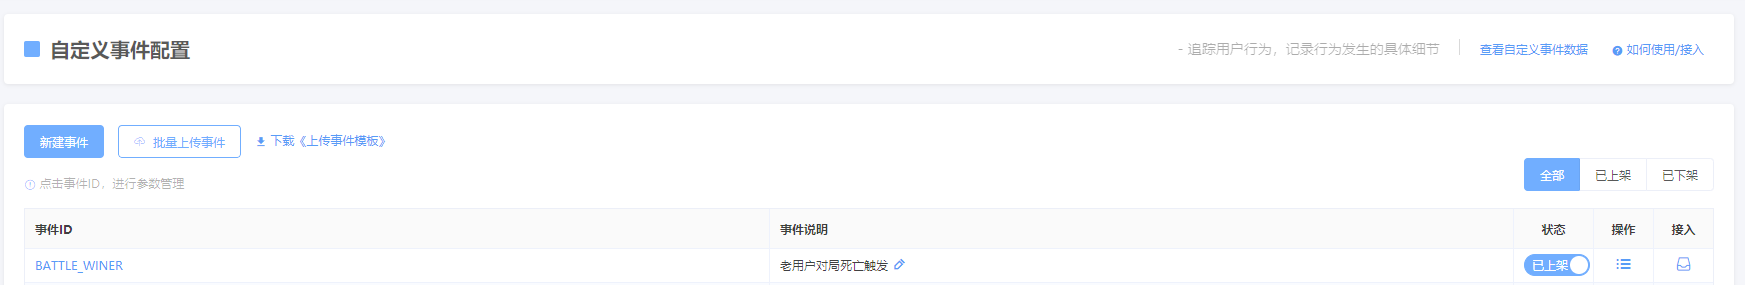 自定义事件配置
- 追踪用户行为，记录行为发生的具体细节
查看自定义事件数据
如何使用/接入
新建事件
批量上传事件
下载《上传事件模板》
点击事件ID，进行参数管理
全部
已上架
已下架
事件ID
事件说明
状态
操作
接入
BATTLE_WINER
老用户对局死亡触发
已上架